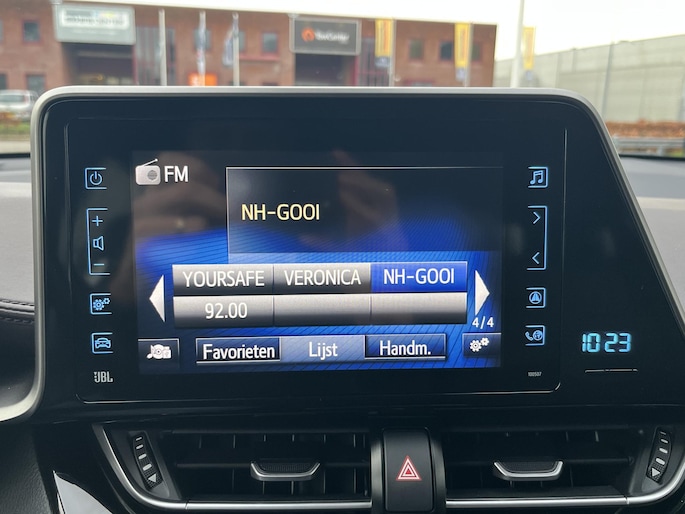 FM
NH-GOOI
YOURSAFE VERONICA NH-GOOI
92.00
4/4
Favorieten Lijst Handm.
10:23
JBL